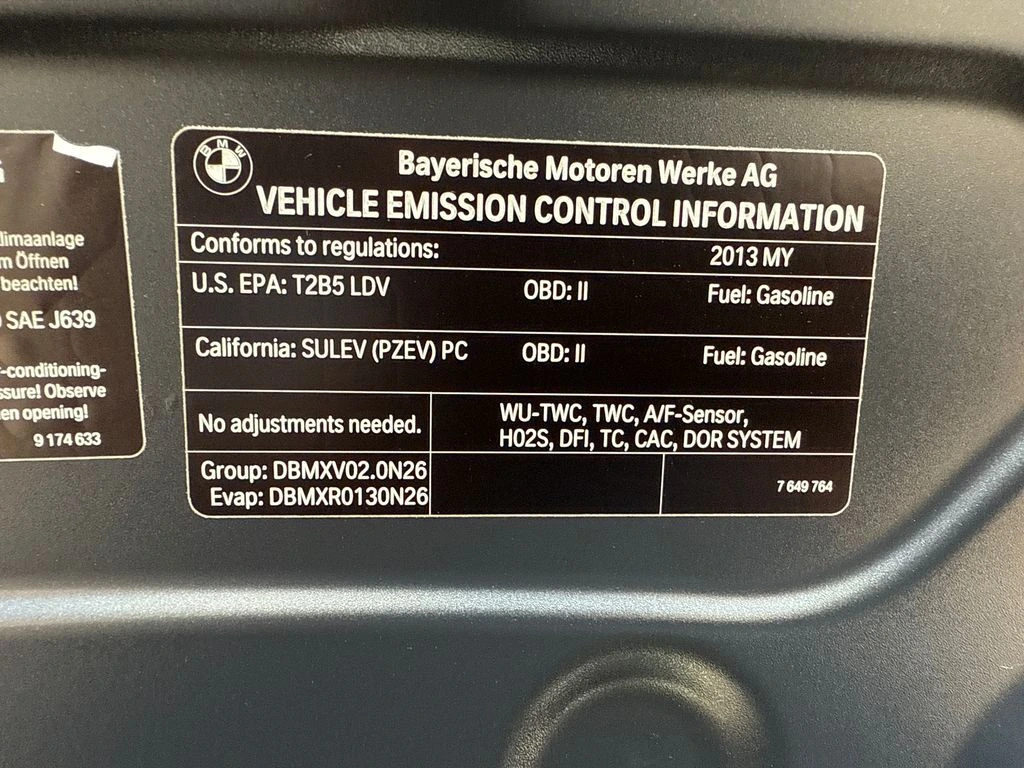 G
limaanlage
m Öffnen
beachten!
SAE J639
-conditioning-
ssure! Observe
en opening!
9 174 633
BMW
Bayerische Motoren Werke AG
VEHICLE EMISSION CONTROL INFORMATION
Conforms to regulations: 2013 MY
U.S. EPA: T2B5 LDV OBD: II Fuel: Gasoline
California: SULEV (PZEV) PC OBD: II Fuel: Gasoline
No adjustments needed.
WU-TWC, TWC, A/F-Sensor,
HO2S, DFI, TC, CAC, DOR SYSTEM
Group: DBMXV02.0N26
Evap: DBMXR0130N26
7 649 764